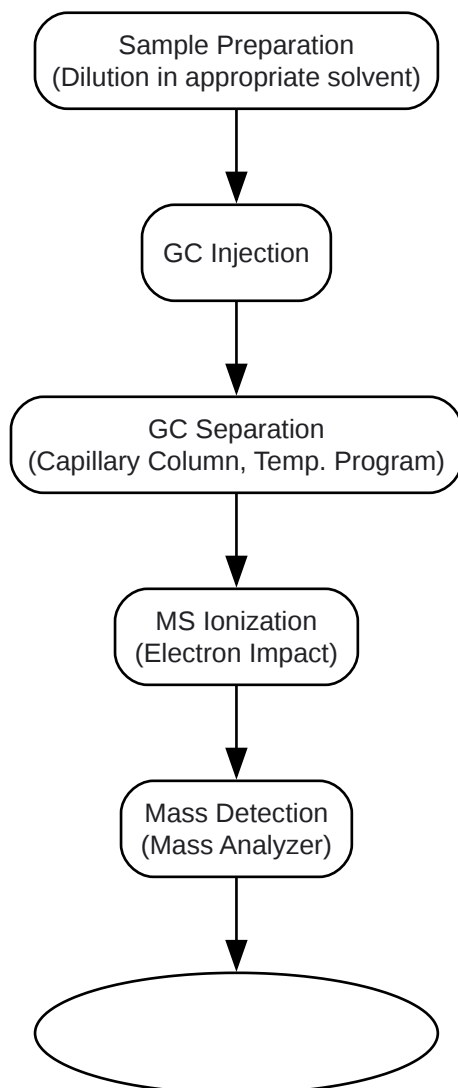 Sample Preparation
(Dilution in appropriate solvent)
GC Injection
GC Separation
(Capillary Column, Temp. Program)
MS Ionization
(Electron Impact)
Mass Detection
(Mass Analyzer)